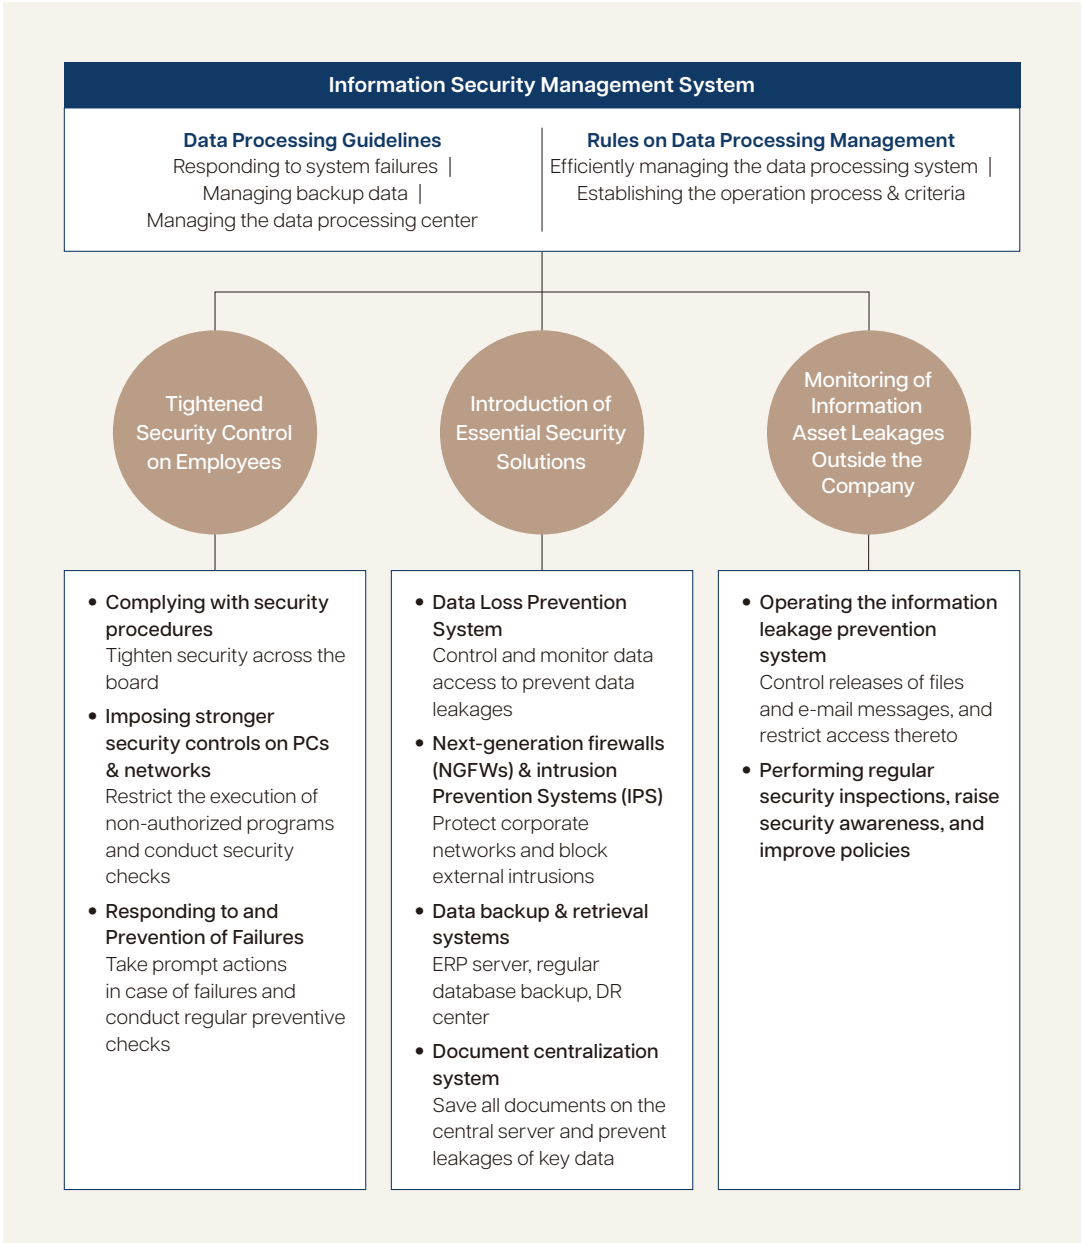 Information Security Management System
Data Processing Guidelines
Responding to system failures |
Managing backup data |
Managing the data processing center
Rules on Data Processing Management
Efficiently managing the data processing system |
Establishing the operation process & criteria
Tightened
Security Control
on Employees
Introduction of
Essential Security
Solutions
Monitoring of
Information
Asset Leakages
Outside the
Company
• Complying with security
procedures
Tighten security across the
board
• Imposing stronger
security controls on PCs
& networks
Restrict the execution of
non-authorized programs
and conduct security
checks
• Responding to and
Prevention of Failures
Take prompt actions
in case of failures and
conduct regular preventive
checks
• Data Loss Prevention
System
Control and monitor data
access to prevent data
leakages
• Next-generation firewalls
(NGFWs) & intrusion
Prevention Systems (IPS)
Protect corporate
networks and block
external intrusions
• Data backup & retrieval
systems
ERP server, regular
database backup, DR
center
• Document centralization
system
Save all documents on the
central server and prevent
leakages of key data
• Operating the information
leakage prevention
system
Control releases of files
and e-mail messages, and
restrict access thereto
• Performing regular
security inspections, raise
security awareness, and
improve policies